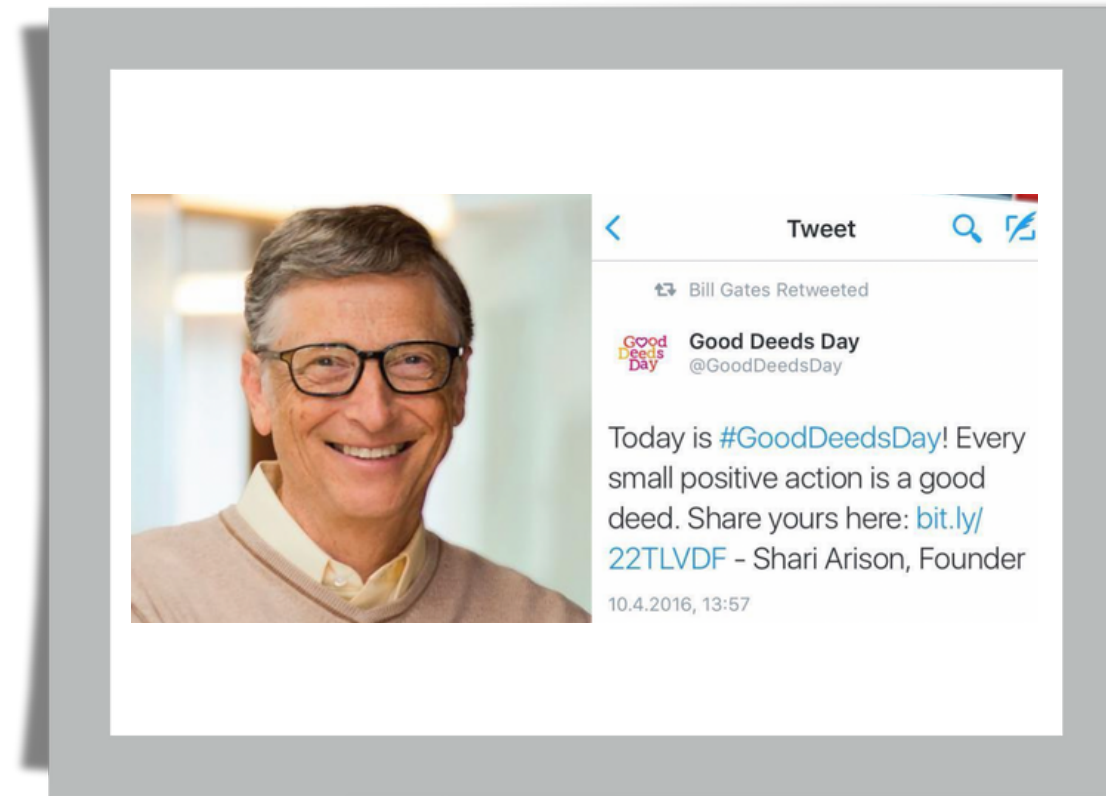 Tweet
Bill Gates Retweeted
Good
Deeds
Day
Good Deeds Day
@GoodDeedsDay
Today is #GoodDeedsDay! Every
small positive action is a good
deed. Share yours here: bit.ly/
22TLVDF - Shari Arison, Founder
10.4.2016, 13:57